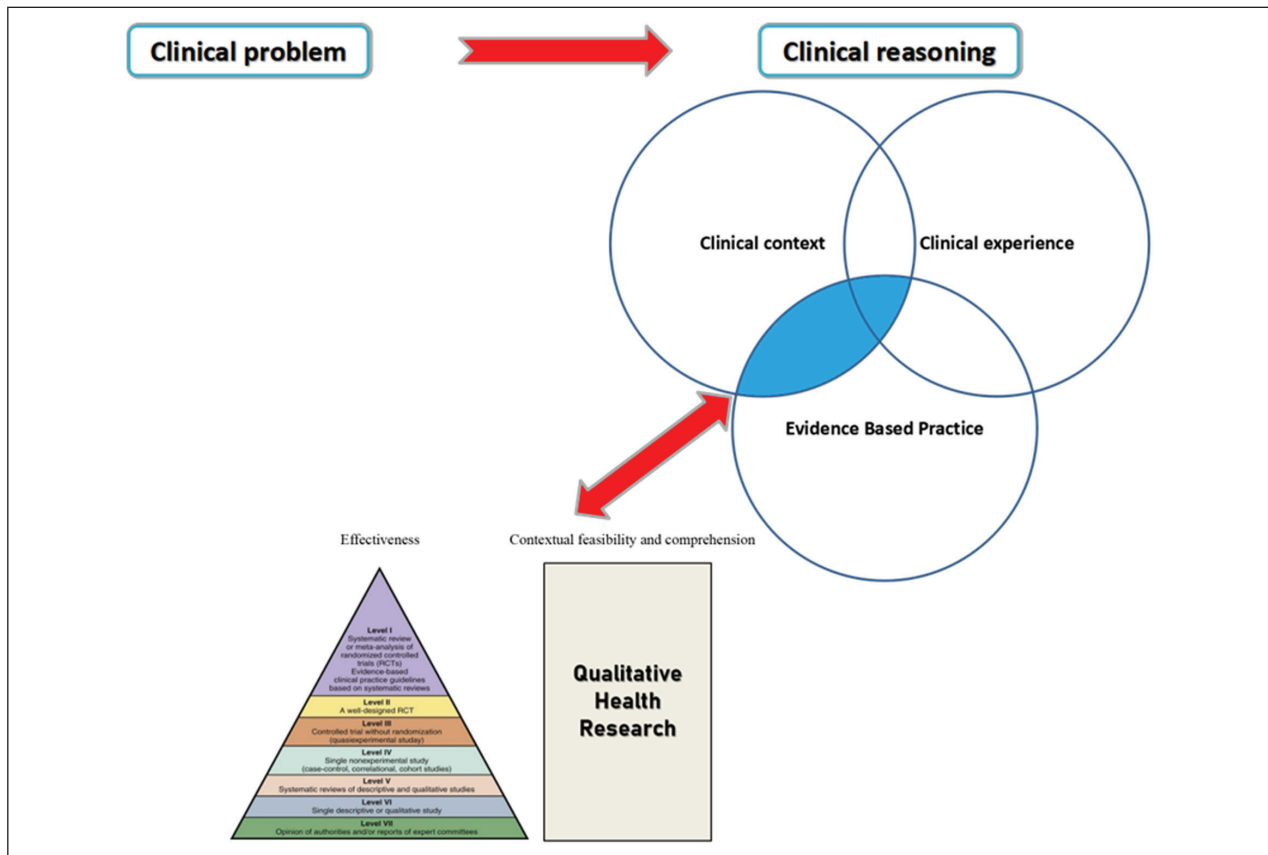 Clinical problem
Clinical reasoning
Clinical context
Clinical experience
Evidence Based Practice
Effectiveness
Contextual feasibility and comprehension
Level I
Systematic review
or meta-analysis of
randomized controlled
trials (RCTs)
Evidence-based
clinical practice guidelines
based on systematic reviews
Level II
A well-designed RCT
Level III
Controlled trial without randomization
(quasiexperimental studay)
Level IV
Single nonexperimental study
(case-control, correlational, cohort studies)
Level V
Systematic reviews of descriptive and qualitative studies
Level VI
Single descriptive or qualitative study
Level VII
Opinion of authorities and/or reports of expert committees
Qualitative
Health
Research